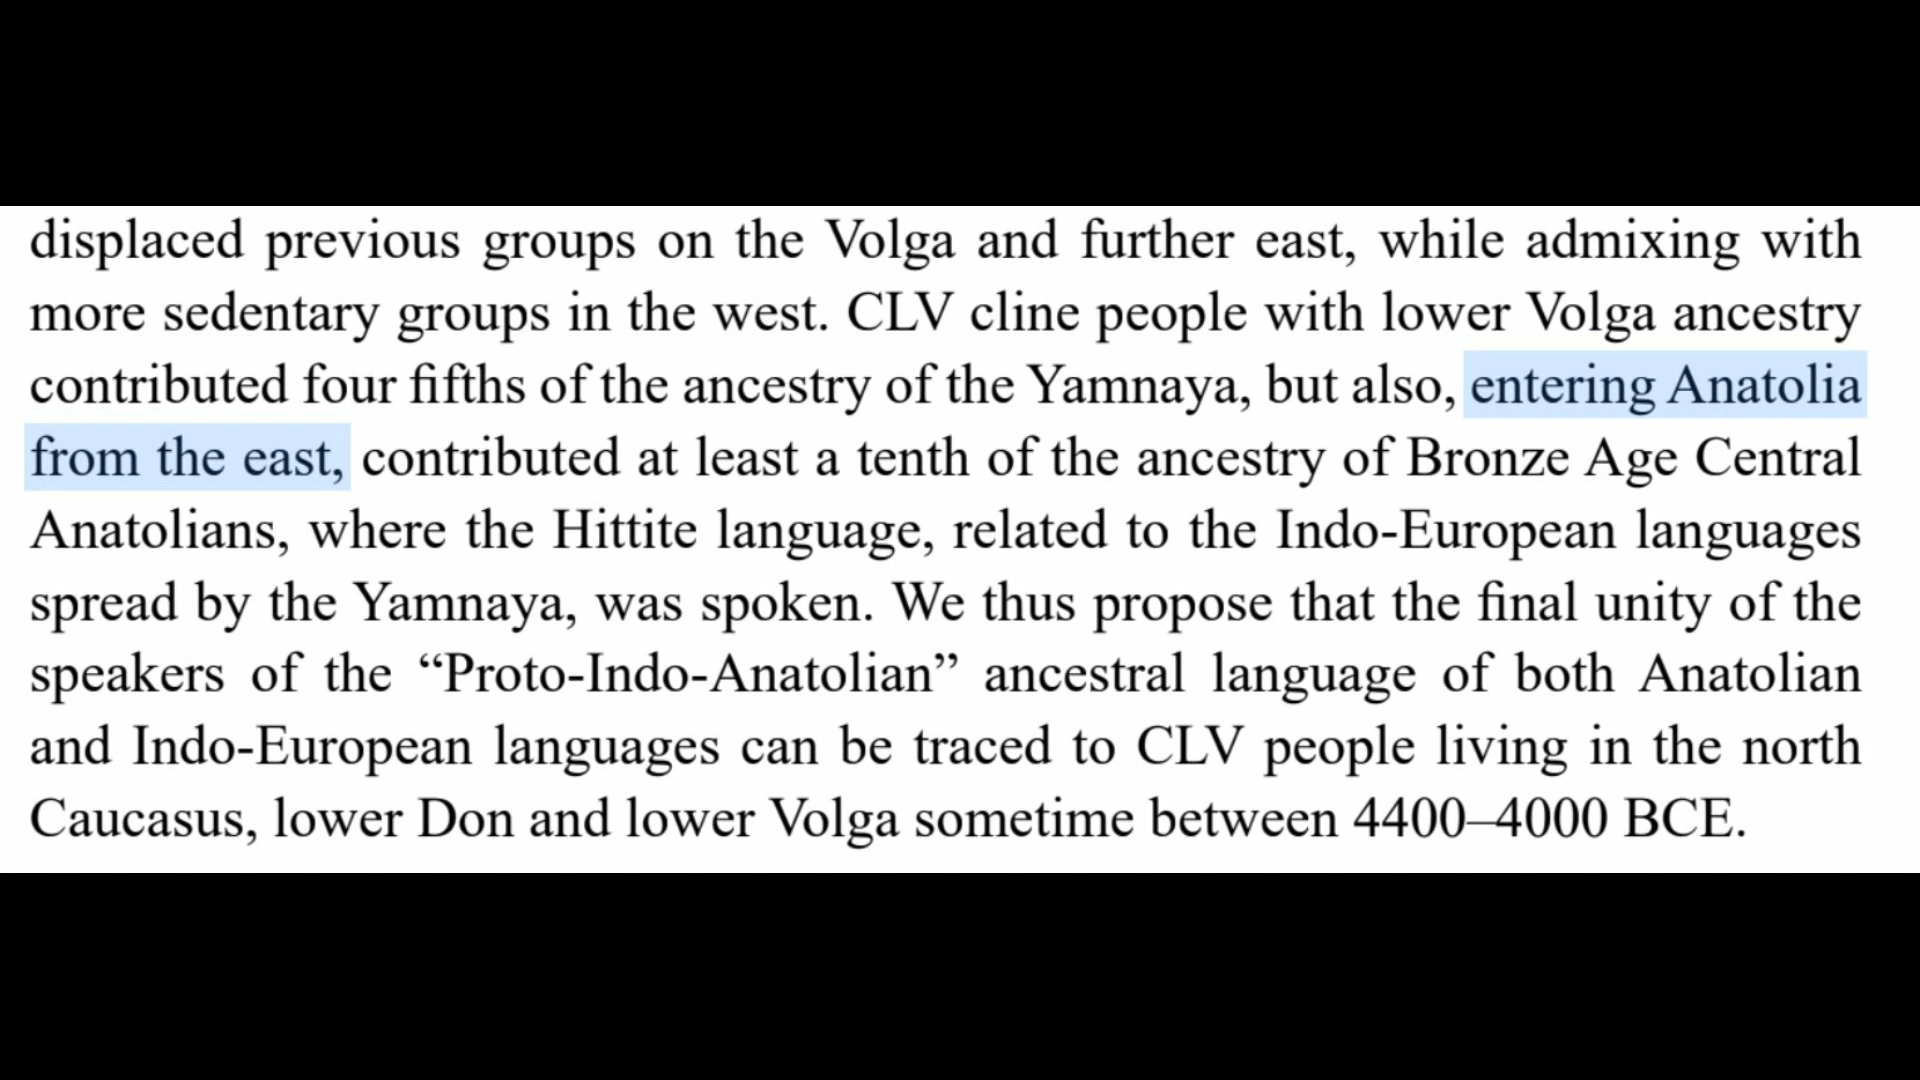 displaced previous groups on the Volga and further east, while admixing with
more sedentary groups in the west. CLV cline people with lower Volga ancestry
contributed four fifths of the ancestry of the Yamnaya, but also, entering Anatolia
from the east, contributed at least a tenth of the ancestry of Bronze Age Central
Anatolians, where the Hittite language, related to the Indo-European languages
spread by the Yamnaya, was spoken. We thus propose that the final unity of the
speakers of the “Proto-Indo-Anatolian” ancestral language of both Anatolian
and Indo-European languages can be traced to CLV people living in the north
Caucasus, lower Don and lower Volga sometime between 4400–4000 BCE.